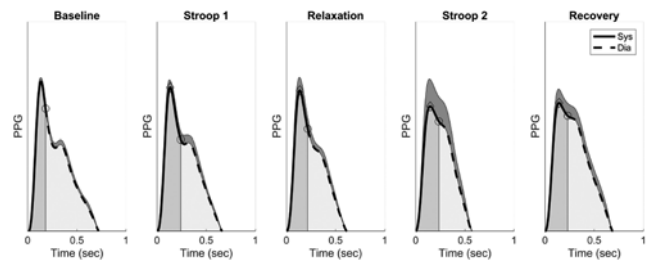 Baseline
Stroop 1
Relaxation
Stroop 2
Recovery
Sys
Dia
PPG
PPG
PPG
PPG
PPG
0 0.5 1
0 0.5 1
0 0.5 1
0 0.5 1
0 0.5 1
Time (sec)
Time (sec)
Time (sec)
Time (sec)
Time (sec)